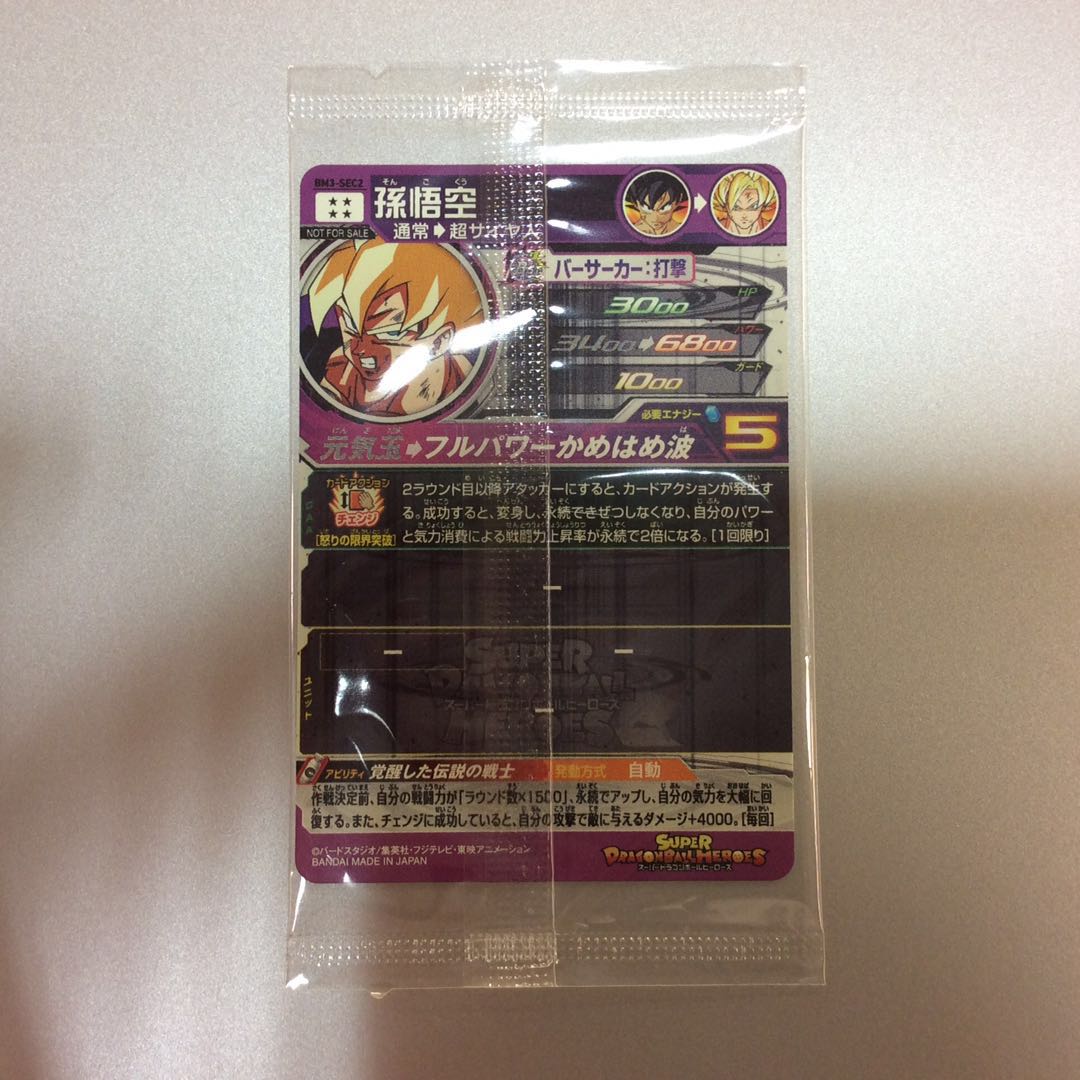 BM3-SEC2
孫悟空
そん ご くう
NOT FOR SALE
通常➡超サイヤ人
バーサーカー:打撃
HP
3000
パワー
3400➡6800
ガード
1000
必要エナジー
5
元気玉➡フルパワーかめはめ波
カードアクション
チェンジ
[怒りの限界突破]
2ラウンド目以降アタッカーにすると、カードアクションが発生す
る。成功すると、変身し、永続できぜつしなくなり、自分のパワー
と気力消費による戦闘力上昇率が永続で2倍になる。[1回限り]
CAA
ー
ユニット
ー
ー
ー
SUPER
DRAGONBALL
スーパードラゴンボールヒーローズ
HEROES
アビリティ 覚醒した伝説の戦士 発動方式 自動
作戦決定前、自分の戦闘力が「ラウンド数×1500」、永続でアップし、自分の気力を大幅に回
復する。また、チェンジに成功していると、自分の攻撃で敵に与えるダメージ+4000。[毎回]
©バードスタジオ/集英社・フジテレビ・東映アニメーション
BANDAI MADE IN JAPAN
SUPER
DRAGONBALL HEROES
スーパードラゴンボールヒーローズ